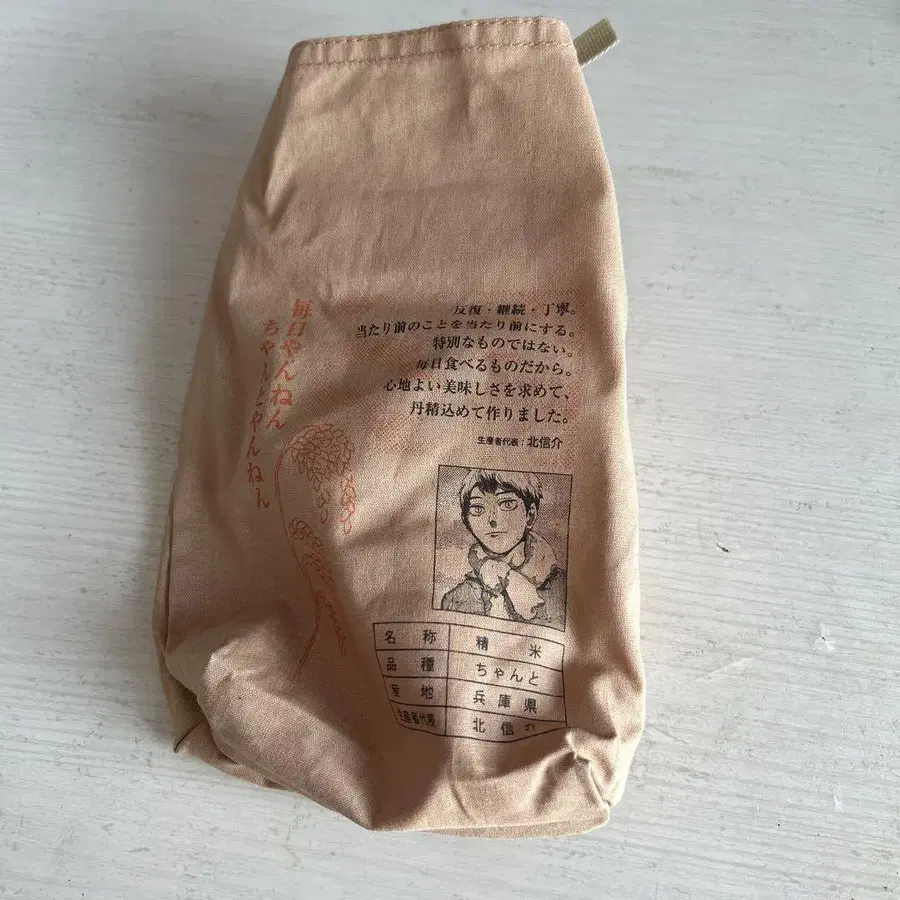 毎日やんねん
ちゃんとやんねん
反復・継続・丁寧。
当たり前のことを当たり前にする。
特別なものではない。
毎日食べるものだから。
心地よい美味しさを求めて、
丹精込めて作りました。
生産者代表:北信介
名称 精米
品種 ちゃんと
産地 兵庫県
生産者代表 北信介